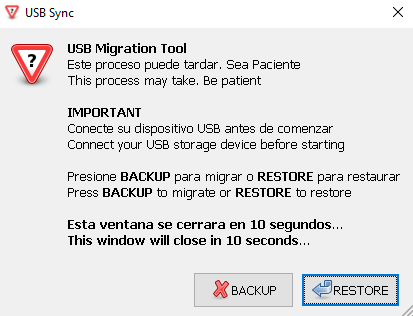 USB Sync
USB Migration Tool
Este proceso puede tardar. Sea Paciente
This process may take. Be patient
IMPORTANT
Conecte su dispositivo USB antes de comenzar
Connect your USB storage device before starting
Presione BACKUP para migrar o RESTORE para restaurar
Press BACKUP to migrate or RESTORE to restore
Esta ventana se cerrara en 10 segundos...
This window will close in 10 seconds...
BACKUP
RESTORE